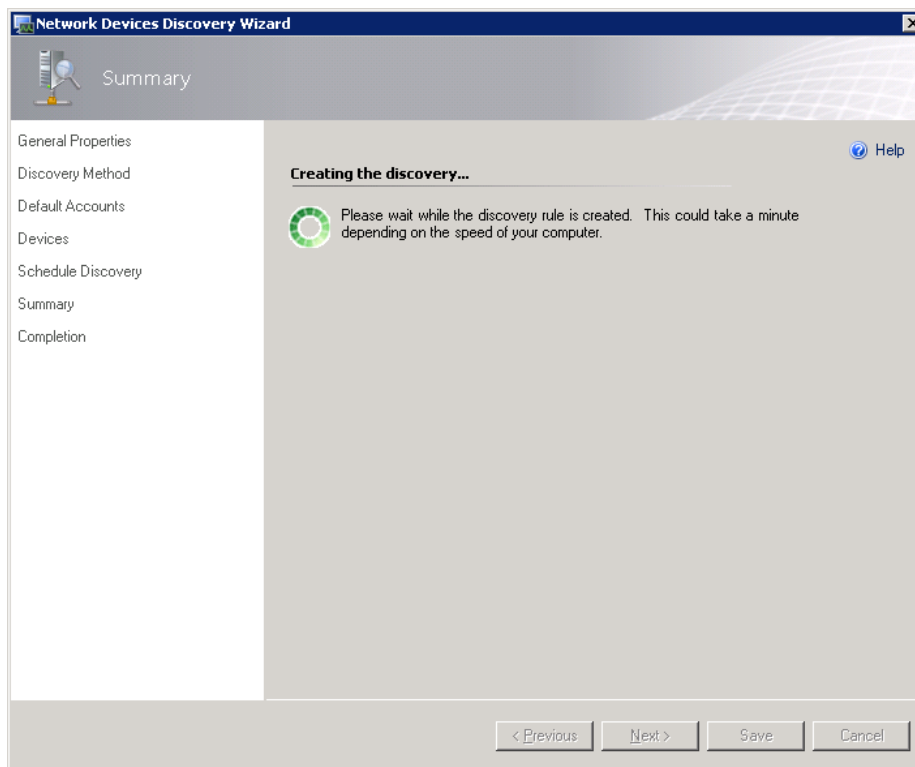 Network Devices Discovery Wizard
Summary
General Properties
Discovery Method
Default Accounts
Devices
Schedule Discovery
Summary
Completion
Help
Creating the discovery...
Please wait while the discovery rule is created. This could take a minute
depending on the speed of your computer.
< Previous
Next >
Save
Cancel